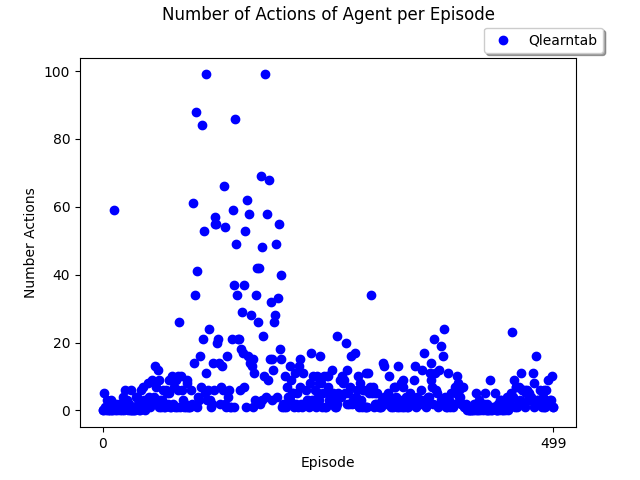 Number of Actions of Agent per Episode
Qlearntab
100
80
60
40
20
0
Number Actions
0
499
Episode